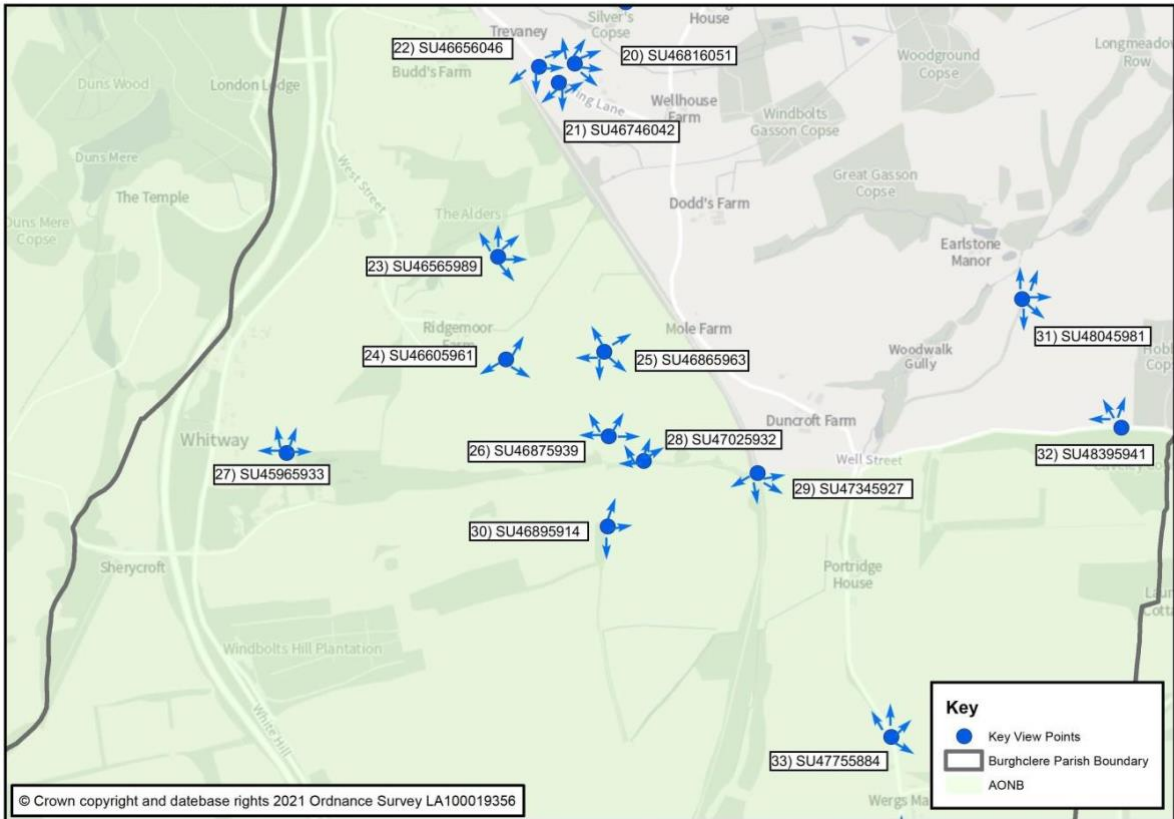 Silver's
Copse
House
Trevaney
22) SU46656046
20) SU46816051
Budd's Farm
Woodground
Copse
Longmeadow
Row
Duns Wood
London Lodge
Wellhouse
Farm
Windbolts
Gasson Copse
21) SU46746042
Duns Mere
West Street
Great Gasson
Copse
The Temple
Dodd's Farm
The Alders
Duns Mere
Copse
Earlstone
Manor
23) SU46565989
Ridgemoor
Farm
Mole Farm
31) SU48045981
24) SU46605961
25) SU46865963
Woodwalk
Gully
Duncroft Farm
Whitway
28) SU47025932
26) SU46875939
Well Street
32) SU48395941
27) SU45965933
29) SU47345927
30) SU46895914
Sherycroft
Portridge
House
Windbolts Hill Plantation
White Hill
33) SU47755884
Key
Key View Points
Burghclere Parish Boundary
AONB
© Crown copyright and datebase rights 2021 Ordnance Survey LA100019356